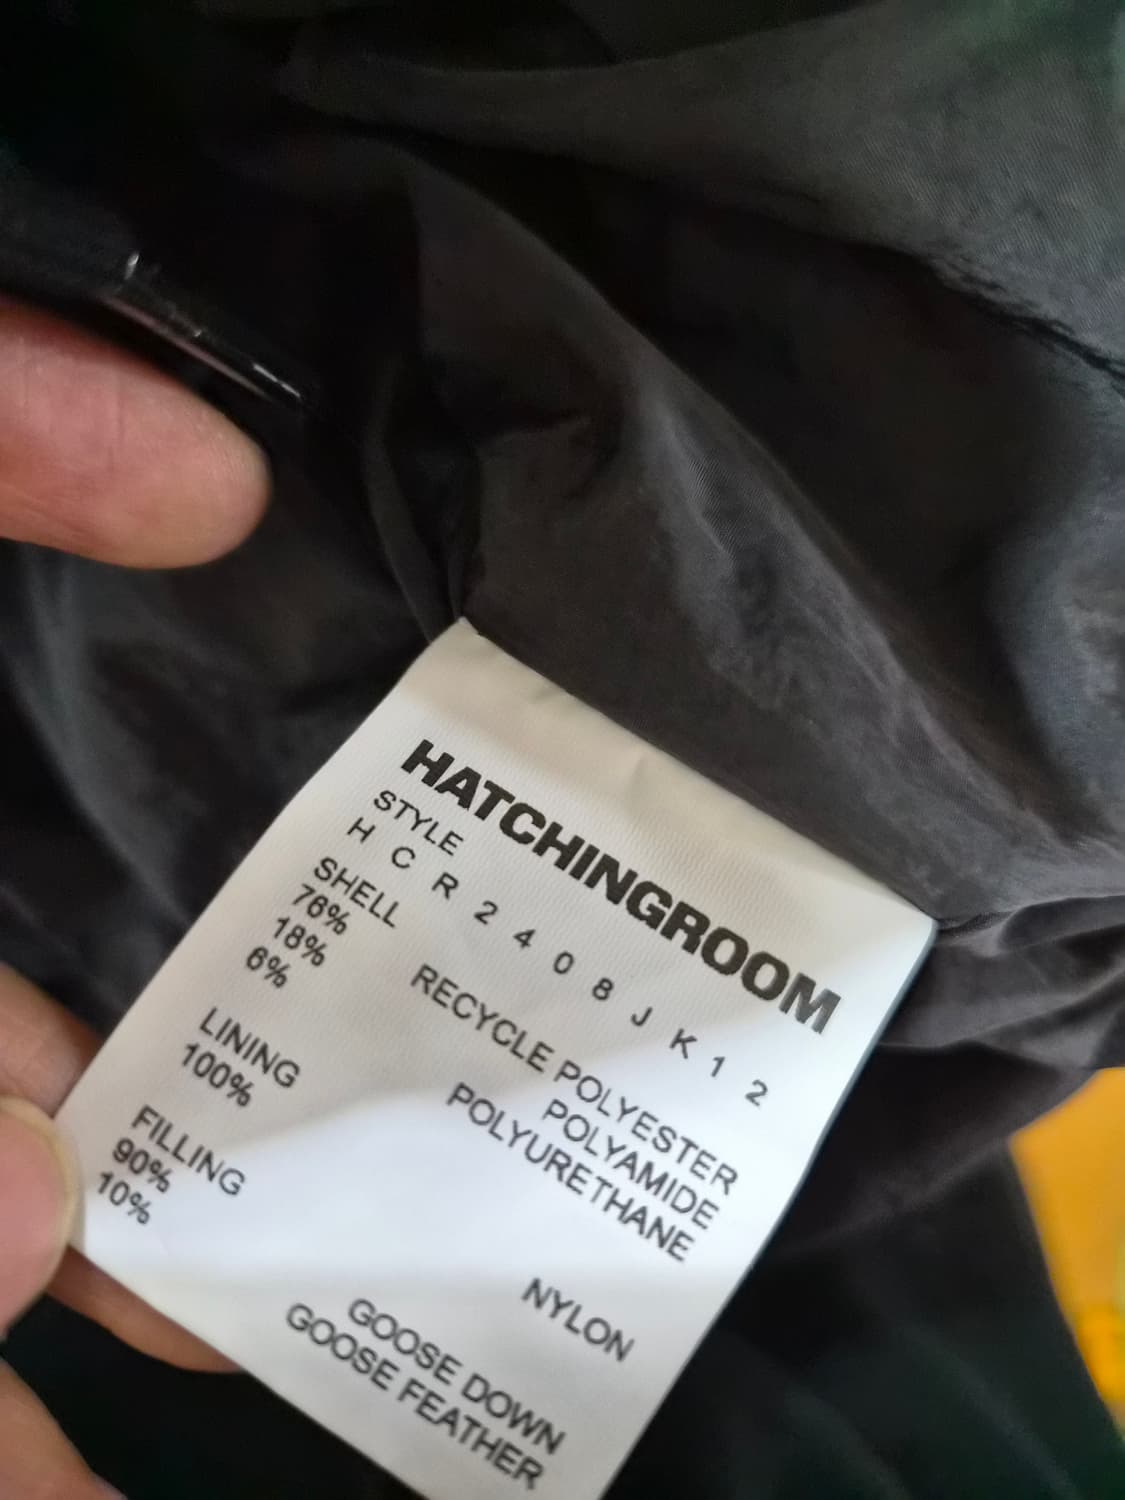 HATCHINGROOM
STYLE
H C R 2 4 0 8 J K 1 2
SHELL
76% RECYCLE POLYESTER
18% POLYAMIDE
6% POLYURETHANE
LINING
100% NYLON
FILLING
90% GOOSE DOWN
10% GOOSE FEATHER